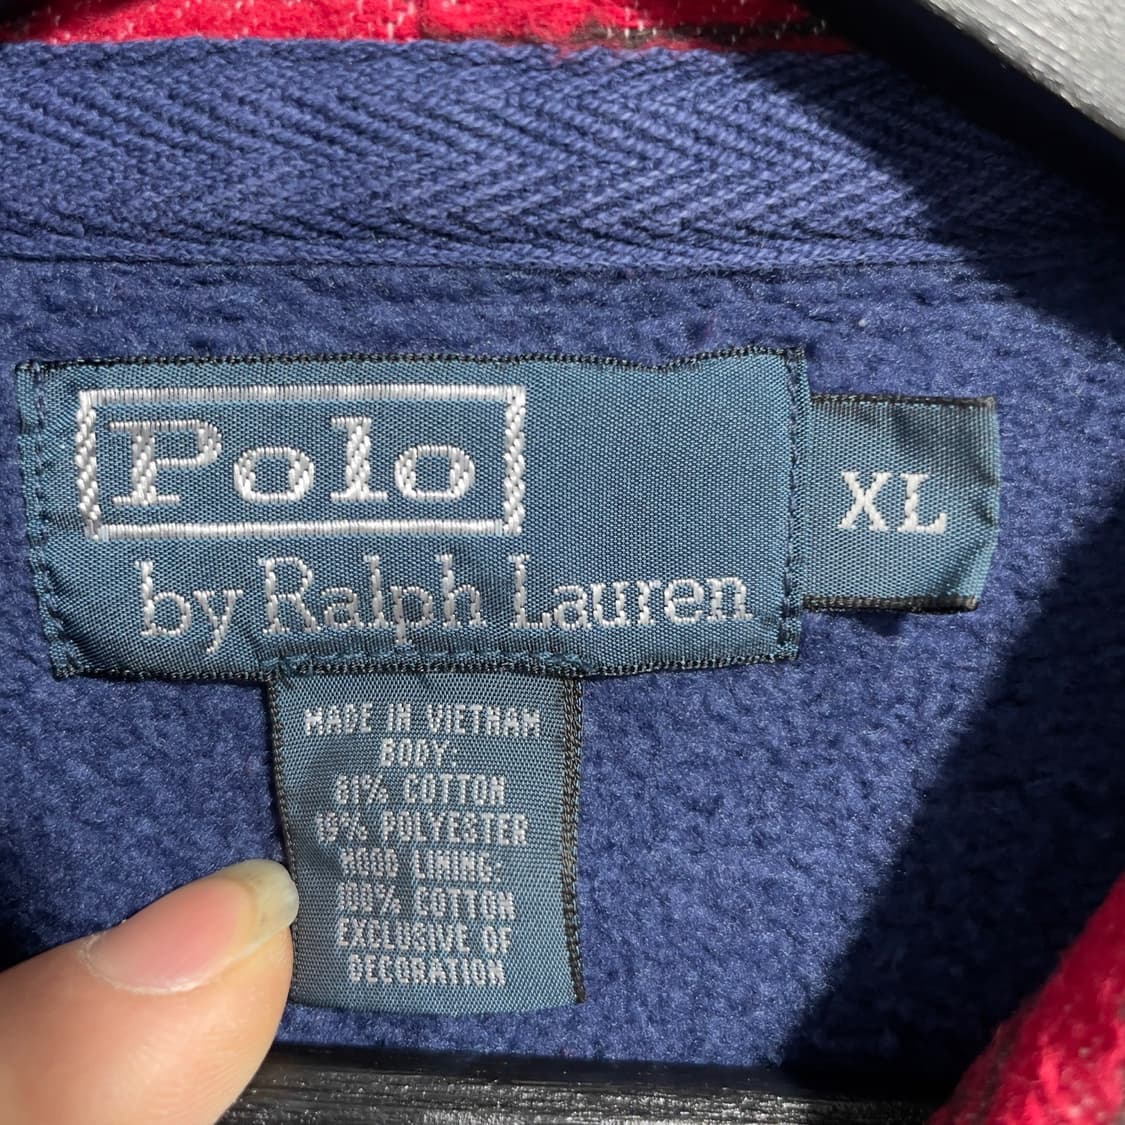 Polo
by Ralph Lauren
XL
MADE IN VIETNAM
BODY:
81% COTTON
19% POLYESTER
HOOD LINING:
100% COTTON
EXCLUSIVE OF
DECORATION